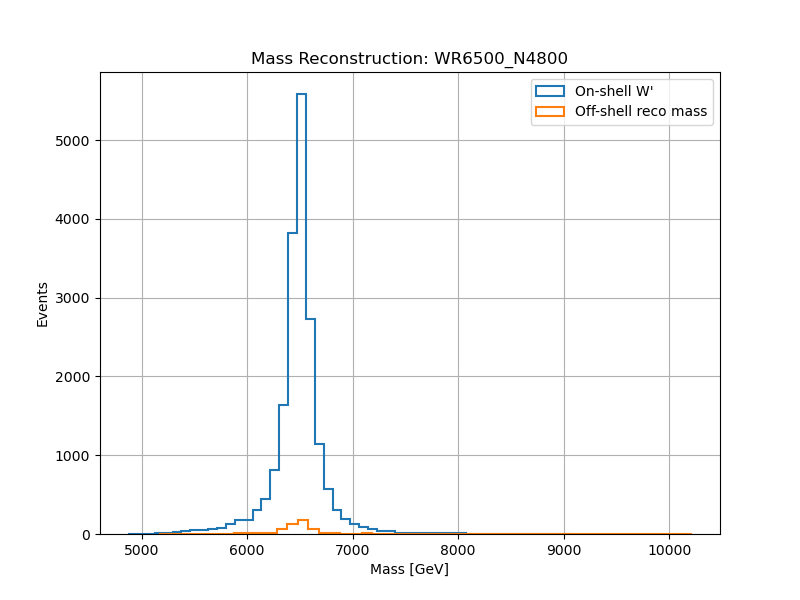 Mass Reconstruction: WR6500_N4800
On-shell W'
Off-shell reco mass
5000
4000
3000
2000
1000
0
Events
5000 6000 7000 8000 9000 10000
Mass [GeV]